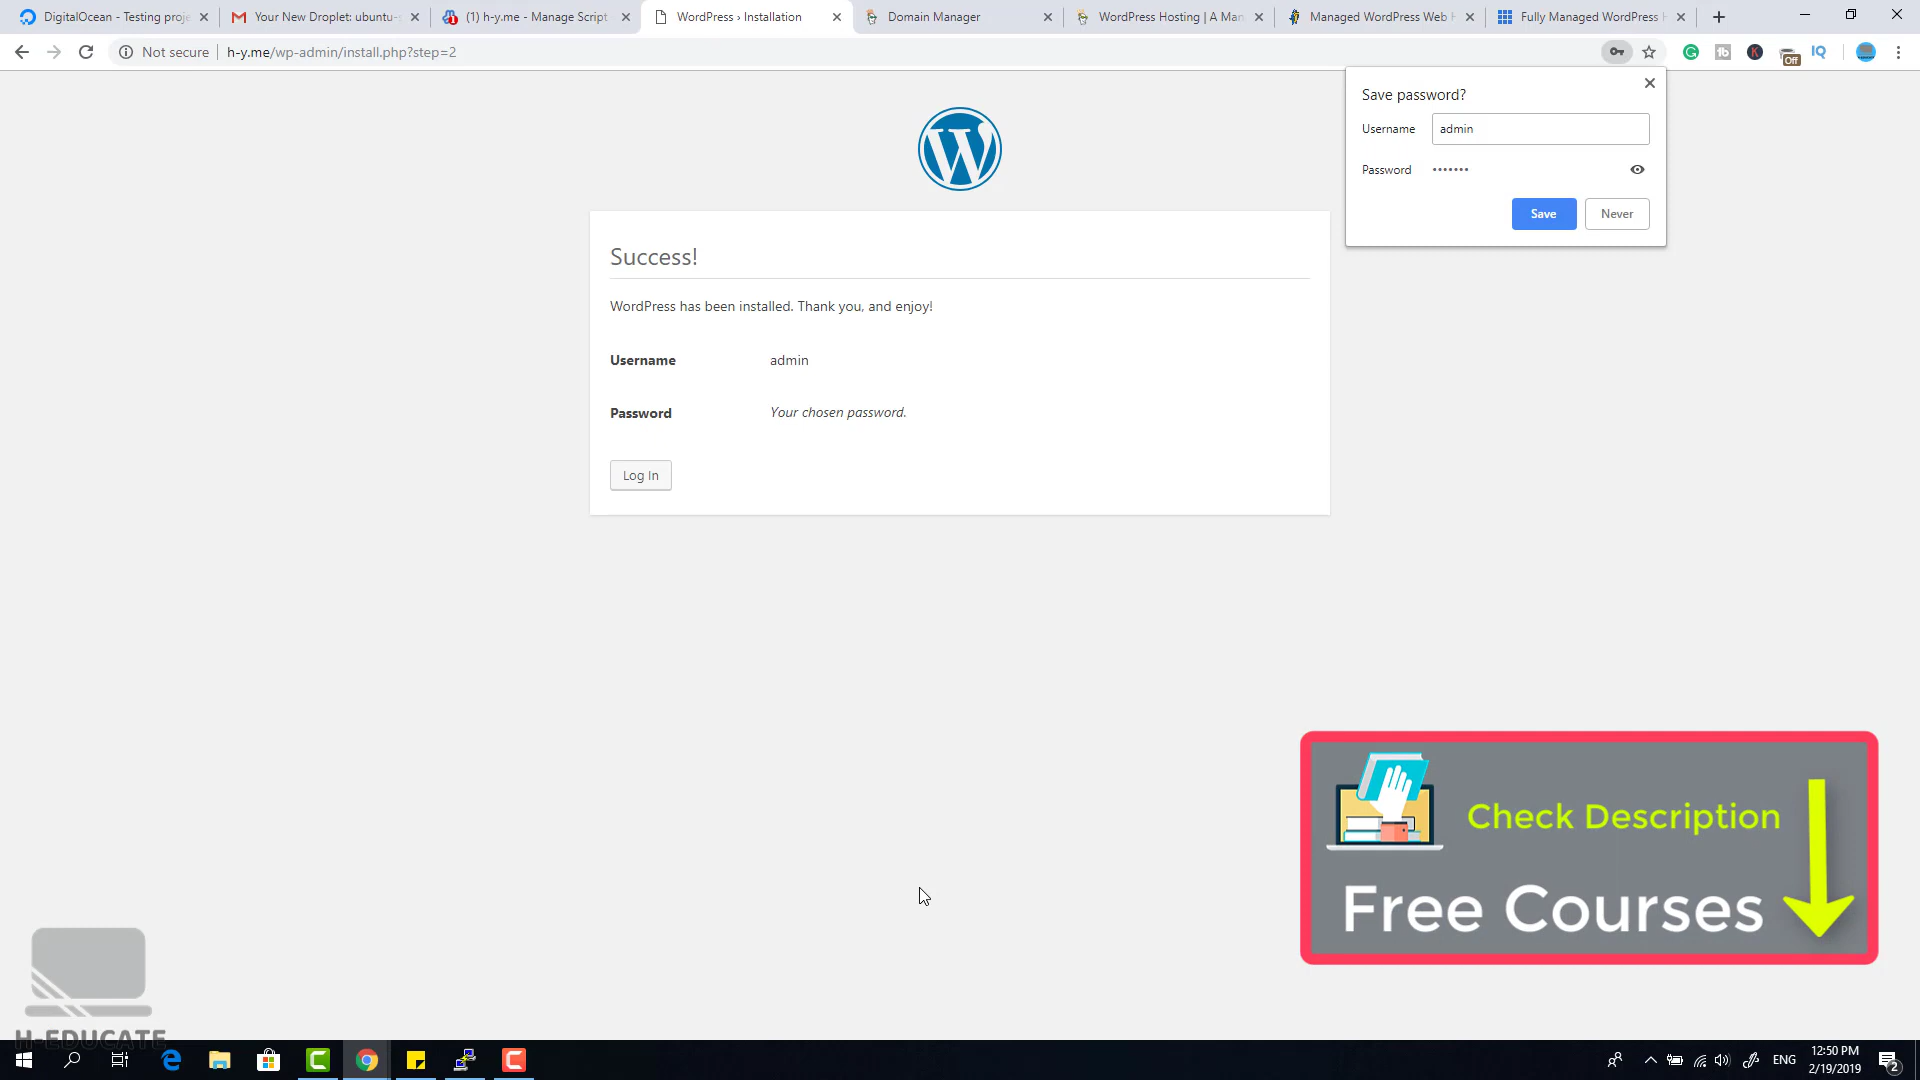 DigitalOcean - Testing proje
Your New Droplet: ubuntu-
(1) h-y.me - Manage Script
WordPress › Installation
Domain Manager
WordPress Hosting | A Man
Managed WordPress Web H
Fully Managed WordPress H
Not secure
h-y.me/wp-admin/install.php?step=2
Off
IQ
Save password?
Username
admin
Password
•••••••
Save
Never
Success!
WordPress has been installed. Thank you, and enjoy!
Username
admin
Password
Your chosen password.
Log In
Check Description
Free Courses
H-EDUCATE
ENG
12:50 PM
2/19/2019
2